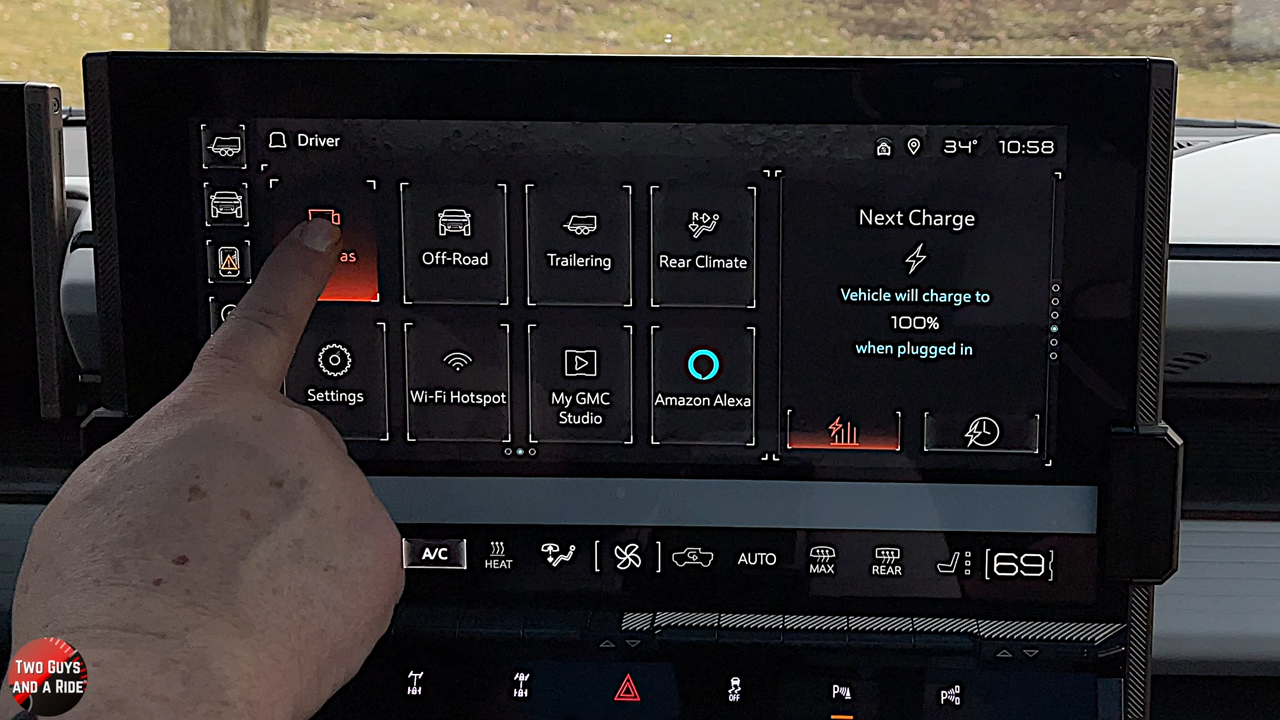 Driver
34° 10:58
as
Off-Road
Trailering
R
Rear Climate
Settings
Wi-Fi Hotspot
My GMC
Studio
Amazon Alexa
Next Charge
Vehicle will charge to
100%
when plugged in
A/C
HEAT
AUTO
MAX
REAR
69
OFF
P
P
TWO GUYS
AND A RIDE